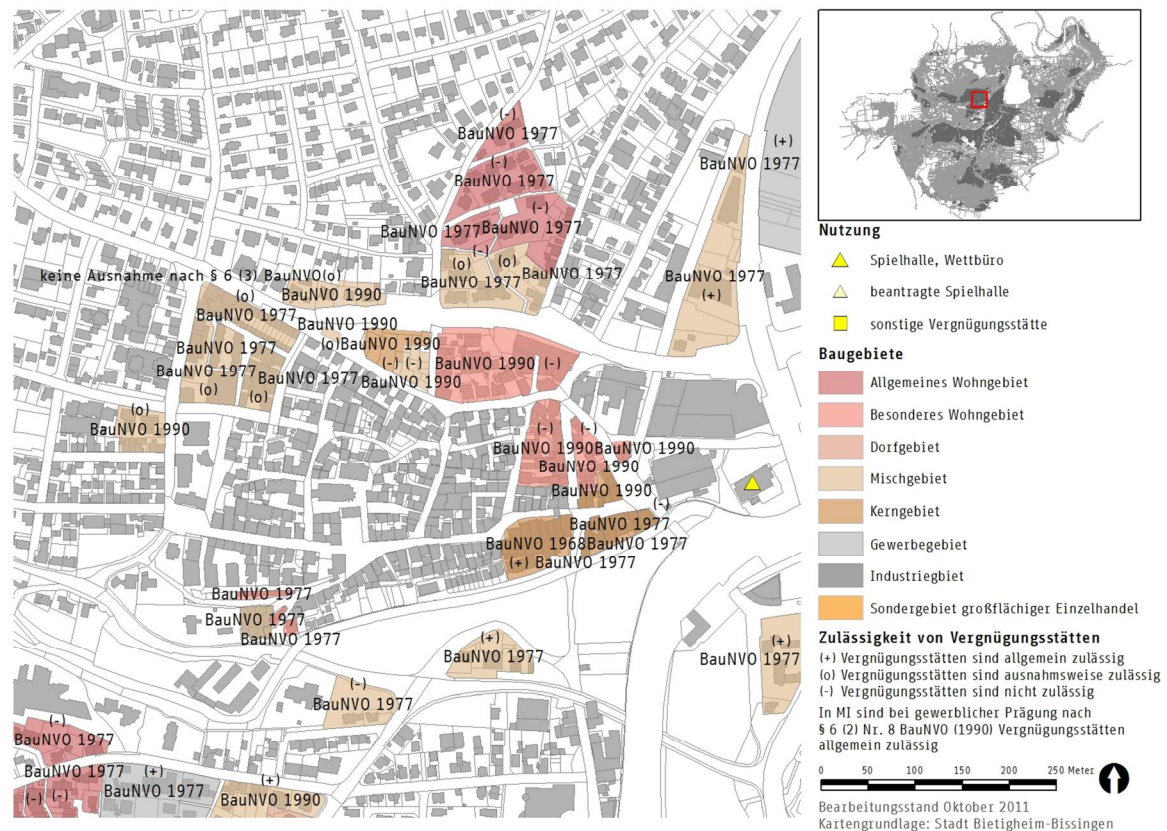 (-)
BauNVO 1977
(-)
BauNVO 1977
(-)
BauNVO 1977
BauNVO 1977
(-)
(+)
BauNVO 1977
keine Ausnahme nach § 6 (3) BauNVO(o)
(o)
(o)
BauNVO 1977
BauNVO 1977
BauNVO 1977
(+)
(o)
BauNVO 1977
BauNVO 1990
BauNVO 1990
(o)
BauNVO 1990
BauNVO 1977
BauNVO 1977
(o)
BauNVO 1977
(o)
(-)
(-)
BauNVO 1990
BauNVO 1990
(-)
(o)
BauNVO 1990
(-)
(-)
BauNVO 1990
BauNVO 1990
BauNVO 1990
BauNVO 1990
(-)
BauNVO 1977
BauNVO 1968
BauNVO 1977
(+)
BauNVO 1977
BauNVO 1977
BauNVO 1977
BauNVO 1977
(+)
BauNVO 1977
(+)
BauNVO 1977
(-)
BauNVO 1977
(-)
BauNVO 1977
BauNVO 1977
(-)
(-)
(+)
BauNVO 1977
(+)
BauNVO 1990
Nutzung
Spielhalle, Wettbüro
beantragte Spielhalle
sonstige Vergnügungsstätte
Baugebiete
Allgemeines Wohngebiet
Besonderes Wohngebiet
Dorfgebiet
Mischgebiet
Kerngebiet
Gewerbegebiet
Industriegbiet
Sondergebiet großflächiger Einzelhandel
Zulässigkeit von Vergnügungsstätten
(+) Vergnügungsstätten sind allgemein zulässig
(o) Vergnügungsstätten sind ausnahmsweise zulässig
(-) Vergnügungsstätten sind nicht zulässig
In MI sind bei gewerblicher Prägung nach
§ 6 (2) Nr. 8 BauNVO (1990) Vergnügungsstätten
allgemein zulässig
0 50 100 150 200 250 Meter
Bearbeitungsstand Oktober 2011
Kartengrundlage: Stadt Bietigheim-Bissingen